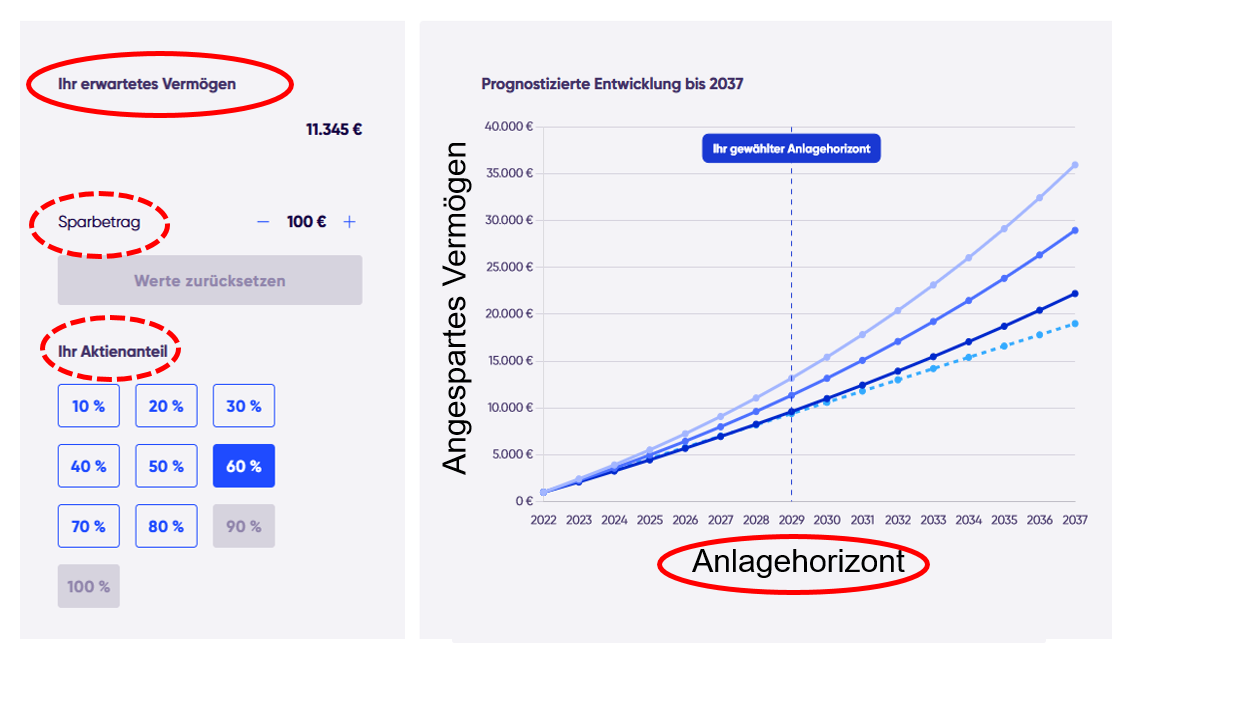 Ihr erwartetes Vermögen
11.345 €
Sparbetrag
− 100 € +
Werte zurücksetzen
Ihr Aktienanteil
10 % 20 % 30 %
40 % 50 % 60 %
70 % 80 % 90 %
100 %
Prognostizierte Entwicklung bis 2037
Angespartes Vermögen
40.000 €
35.000 €
30.000 €
25.000 €
20.000 €
15.000 €
10.000 €
5.000 €
0 €
Ihr gewählter Anlagehorizont
2022 2023 2024 2025 2026 2027 2028 2029 2030 2031 2032 2033 2034 2035 2036 2037
Anlagehorizont